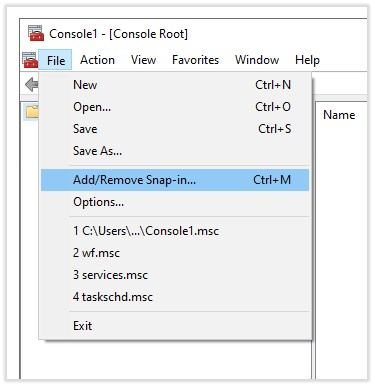 Console1 - [Console Root]
File Action View Favorites Window Help
New Ctrl+N
Open... Ctrl+O
Save Ctrl+S
Save As...
Add/Remove Snap-in... Ctrl+M
Options...
1 C:\Users\...\Console1.msc
2 wf.msc
3 services.msc
4 taskschd.msc
Exit
Name